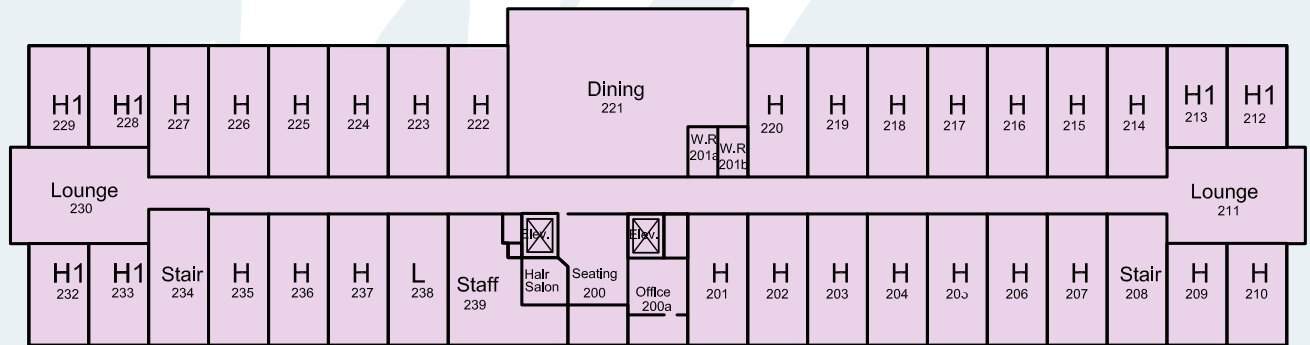 Dining
221
H1
229
H1
228
H
227
H
226
H
225
H
224
H
223
H
222
W.R
201a
W.R
201b
H
220
H
219
H
218
H
217
H
216
H
215
H
214
H1
213
H1
212
Lounge
230
Lounge
211
H1
232
H1
233
Stair
234
H
235
H
236
H
237
L
238
Staff
239
Elev.
Hair
Salon
Seating
200
Elev.
Office
200a
H
201
H
202
H
203
H
204
H
205
H
206
H
207
Stair
208
H
209
H
210